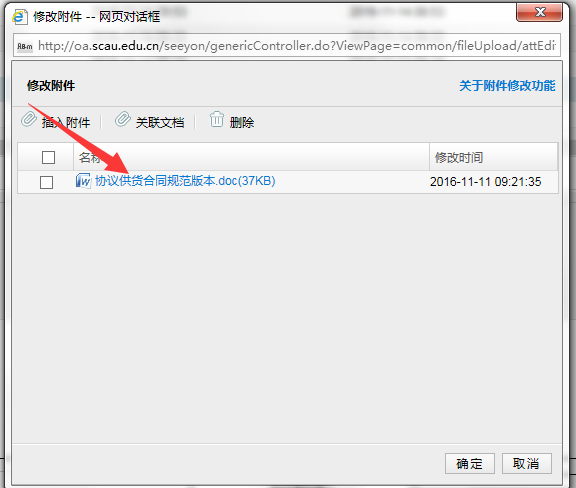 修改附件 -- 网页对话框
http://oa.scau.edu.cn/seeyon/genericController.do?ViewPage=common/fileUpload/attEdi
修改附件 关于附件修改功能
插入附件 关联文档 删除
名称 修改时间
协议供货合同规范版本.doc(37KB) 2016-11-11 09:21:35
确定 取消